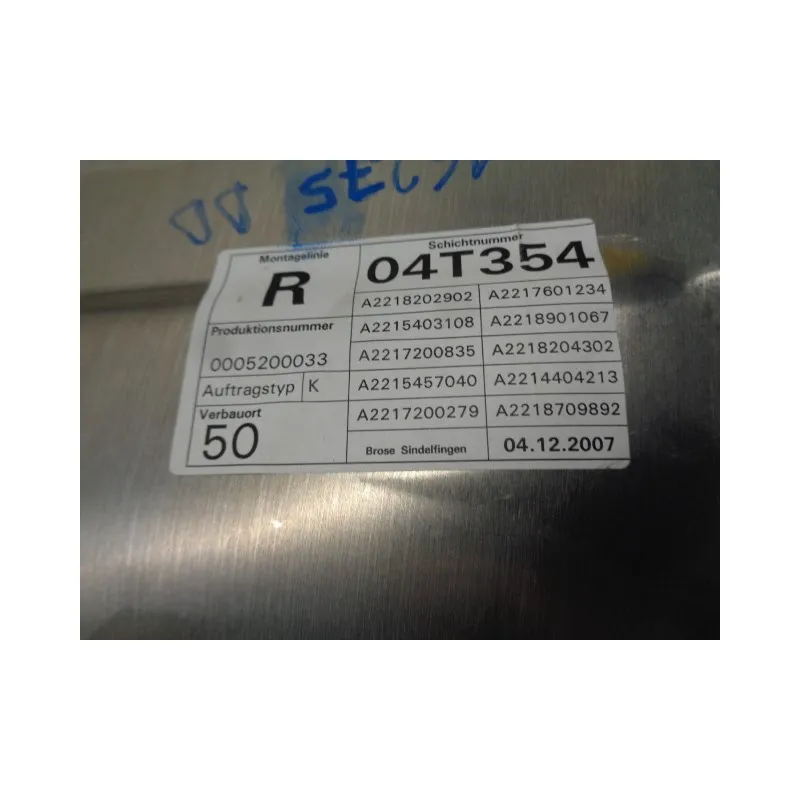 Montagelinie
R
Schichtnummer
04T354
Produktionsnummer
0005200033
Auftragstyp K
Verbauort
50
A2218202902 A2217601234
A2215403108 A2218901067
A2217200835 A2218204302
A2215457040 A2214404213
A2217200279 A2218709892
Brose Sindelfingen 04.12.2007